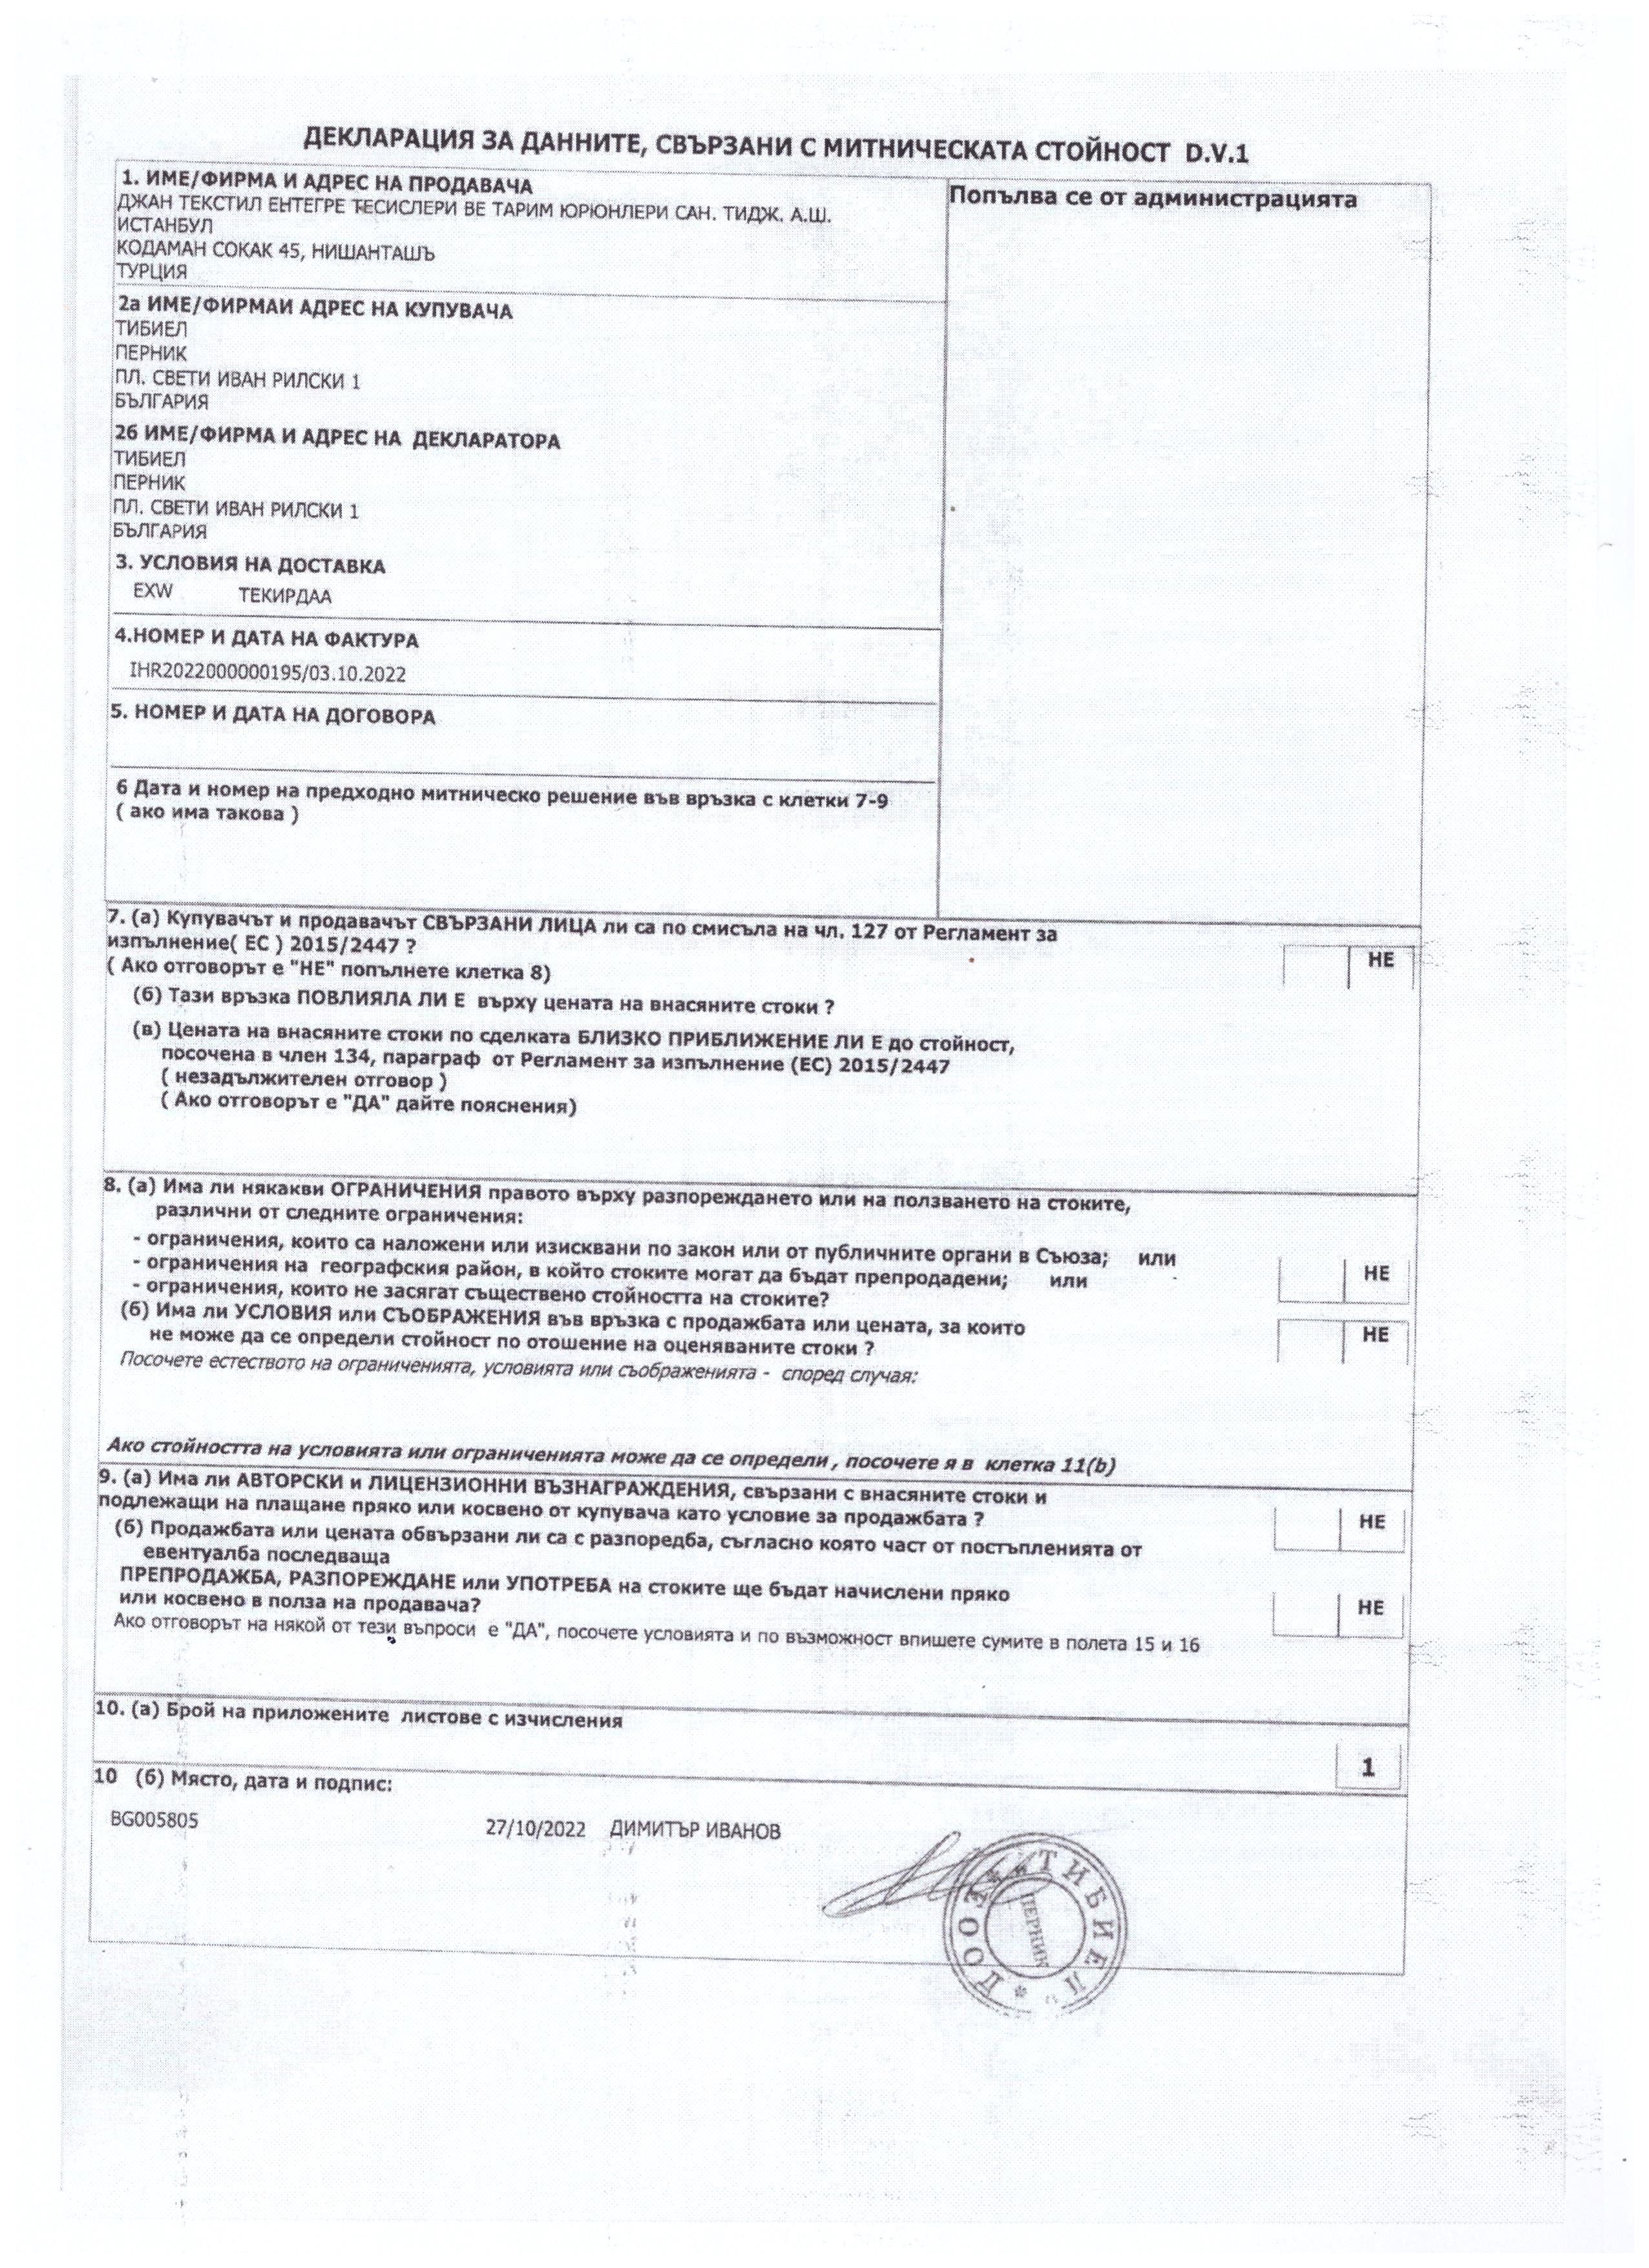 ДЕКЛАРАЦИЯ ЗА ДАННИТЕ, СВЪРЗАНИ С МИТНИЧЕСКАТА СТОЙНОСТ D.V.1
1. ИМЕ/ФИРМА И АДРЕС НА ПРОДАВАЧА
ДЖАН ТЕКСТИЛ ЕНТЕГРЕ ТЕСИСЛЕРИ ВЕ ТАРИМ ЮРЮНЛЕРИ САН. ТИДЖ. А.Ш.
ИСТАНБУЛ
КОДАМАН СОКАК 45, НИШАНТАШЪ
ТУРЦИЯ
Попълва се от администрацията
2а ИМЕ/ФИРМАИ АДРЕС НА КУПУВАЧА
ТИБИЕЛ
ПЕРНИК
ПЛ. СВЕТИ ИВАН РИЛСКИ 1
БЪЛГАРИЯ
2б ИМЕ/ФИРМА И АДРЕС НА ДЕКЛАРАТОРА
ТИБИЕЛ
ПЕРНИК
ПЛ. СВЕТИ ИВАН РИЛСКИ 1
БЪЛГАРИЯ
3. УСЛОВИЯ НА ДОСТАВКА
EXW ТЕКИРДАА
4.НОМЕР И ДАТА НА ФАКТУРА
IHR2022000000195/03.10.2022
5. НОМЕР И ДАТА НА ДОГОВОРА
6 Дата и номер на предходно митническо решение във връзка с клетки 7-9
( ако има такова )
7. (а) Купувачът и продавачът СВЪРЗАНИ ЛИЦА ли са по смисъла на чл. 127 от Регламент за
изпълнение( ЕС ) 2015/2447 ?
НЕ
( Ако отговорът е "НЕ" попълнете клетка 8)
(б) Тази връзка ПОВЛИЯЛА ЛИ Е върху цената на внасяните стоки ?
(в) Цената на внасяните стоки по сделката БЛИЗКО ПРИБЛИЖЕНИЕ ЛИ Е до стойност,
посочена в член 134, параграф от Регламент за изпълнение (ЕС) 2015/2447
( незадължителен отговор )
( Ако отговорът е "ДА" дайте пояснения)
8. (а) Има ли някакви ОГРАНИЧЕНИЯ правото върху разпореждането или на ползването на стоките,
различни от следните ограничения:
- ограничения, които са наложени или изисквани по закон или от публичните органи в Съюза; или
- ограничения на географския район, в който стоките могат да бъдат препродадени; или
- ограничения, които не засягат съществено стойността на стоките?
НЕ
(б) Има ли УСЛОВИЯ или СЪОБРАЖЕНИЯ във връзка с продажбата или цената, за които
не може да се определи стойност по отошение на оценяваните стоки ?
НЕ
Посочете естеството на ограниченията, условията или съображенията - според случая:
Ако стойността на условията или ограниченията може да се определи , посочете я в клетка 11(b)
9. (а) Има ли АВТОРСКИ и ЛИЦЕНЗИОННИ ВЪЗНАГРАЖДЕНИЯ, свързани с внасяните стоки и
подлежащи на плащане пряко или косвено от купувача като условие за продажбата ?
НЕ
(б) Продажбата или цената обвързани ли са с разпоредба, съгласно която част от постъпленията от
евентуалба последваща
ПРЕПРОДАЖБА, РАЗПОРЕЖДАНЕ или УПОТРЕБА на стоките ще бъдат начислени пряко
или косвено в полза на продавача?
НЕ
Ако отговорът на някой от тези въпроси е "ДА", посочете условията и по възможност впишете сумите в полета 15 и 16
10. (а) Брой на приложените листове с изчисления
1
10 (б) Място, дата и подпис:
BG005805 27/10/2022 ДИМИТЪР ИВАНОВ
ДООЗ * ТИБИЕЛ
ПЕРНИК